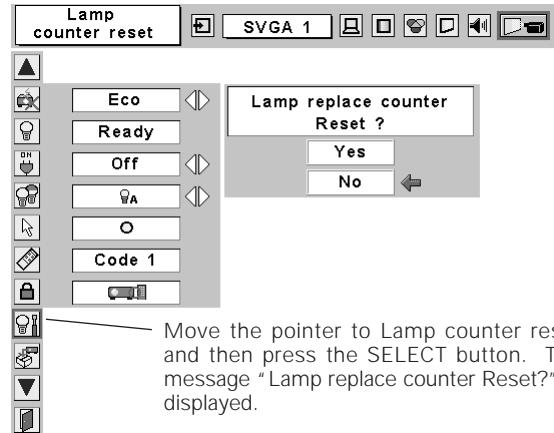 Lamp
counter reset
SVGA 1
Eco
Ready
ON
Off
A
Code 1
Lamp replace counter
Reset ?
Yes
No
Move the pointer to Lamp counter
and then press the SELECT button.
message “Lamp replace counter Reset?”
displayed.